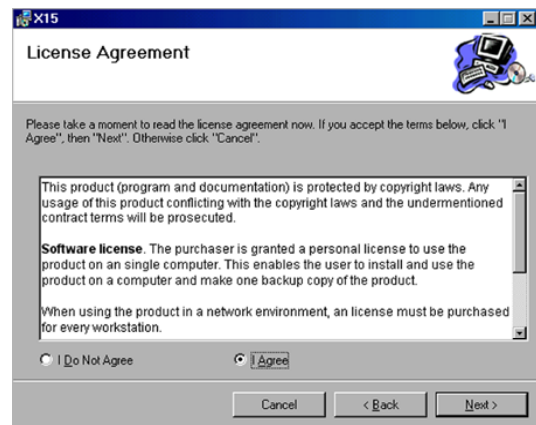 X15
License Agreement
Please take a moment to read the license agreement now. If you accept the terms below, click "I
Agree", then "Next". Otherwise click "Cancel".
This product (program and documentation) is protected by copyright laws. Any
usage of this product conflicting with the copyright laws and the undermentioned
contract terms will be prosecuted.
Software license. The purchaser is granted a personal license to use the
product on an single computer. This enables the user to install and use the
product on a computer and make one backup copy of the product.
When using the product in a network environment, an license must be purchased
for every workstation.
I Do Not Agree
I Agree
Cancel
< Back
Next >